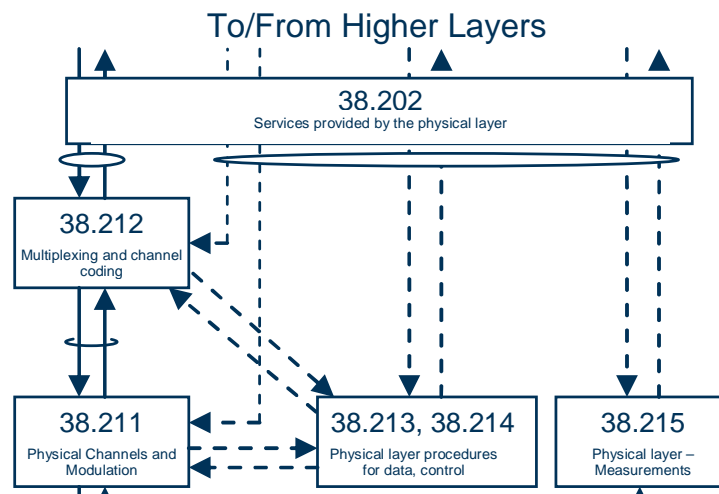 To/From Higher Layers
38.202
Services provided by the physical layer
38.212
Multiplexing and channel
coding
38.211
Physical Channels and
Modulation
38.213, 38.214
Physical layer procedures
for data, control
38.215
Physical layer –
Measurements